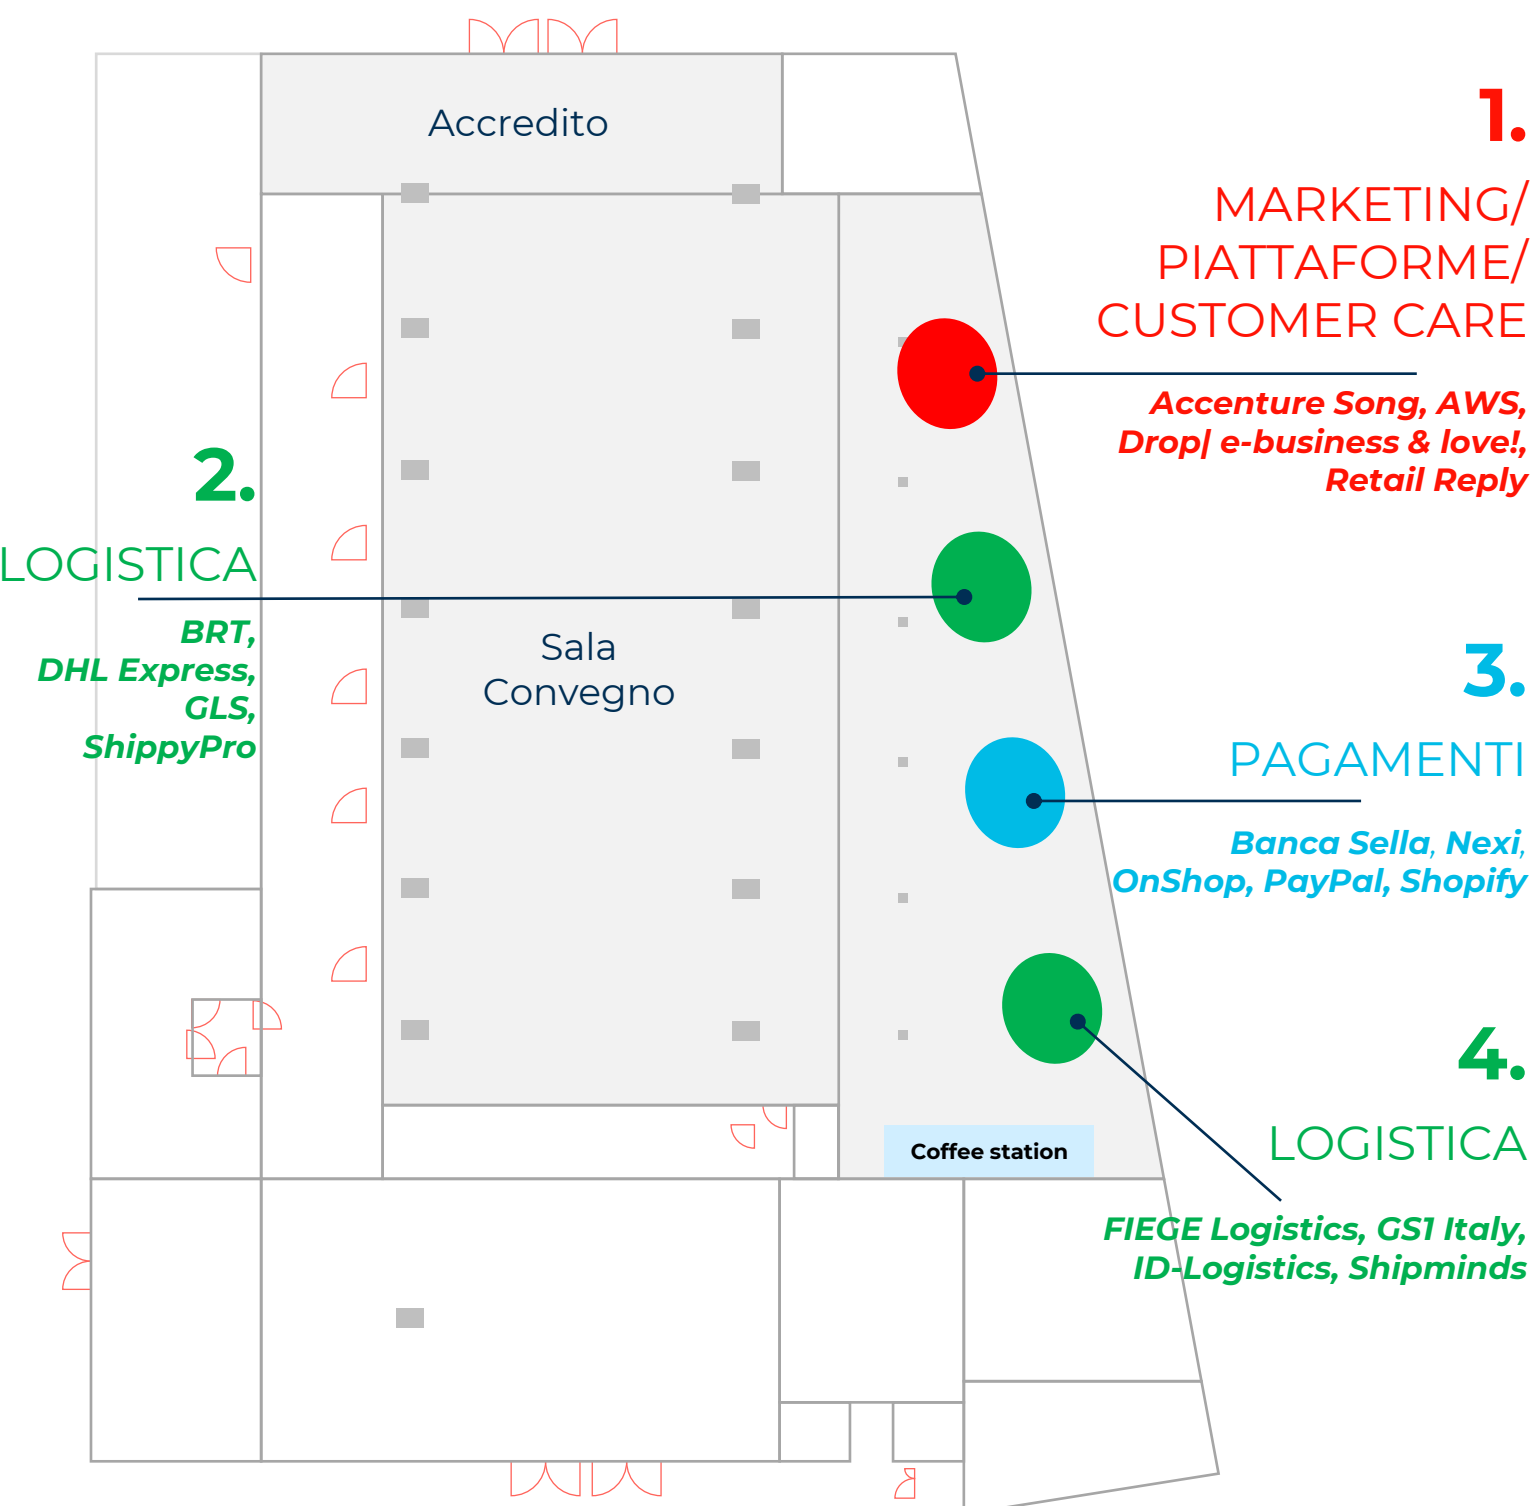 Accredito
1.
MARKETING/
PIATTAFORME/
CUSTOMER CARE
Accenture Song, AWS,
Drop| e-business & love!,
Retail Reply
2.
LOGISTICA
BRT,
DHL Express,
GLS,
ShippyPro
Sala
Convegno
3.
PAGAMENTI
Banca Sella, Nexi,
OnShop, PayPal, Shopify
4.
LOGISTICA
FIEGE Logistics, GS1 Italy,
ID-Logistics, Shipminds
Coffee station